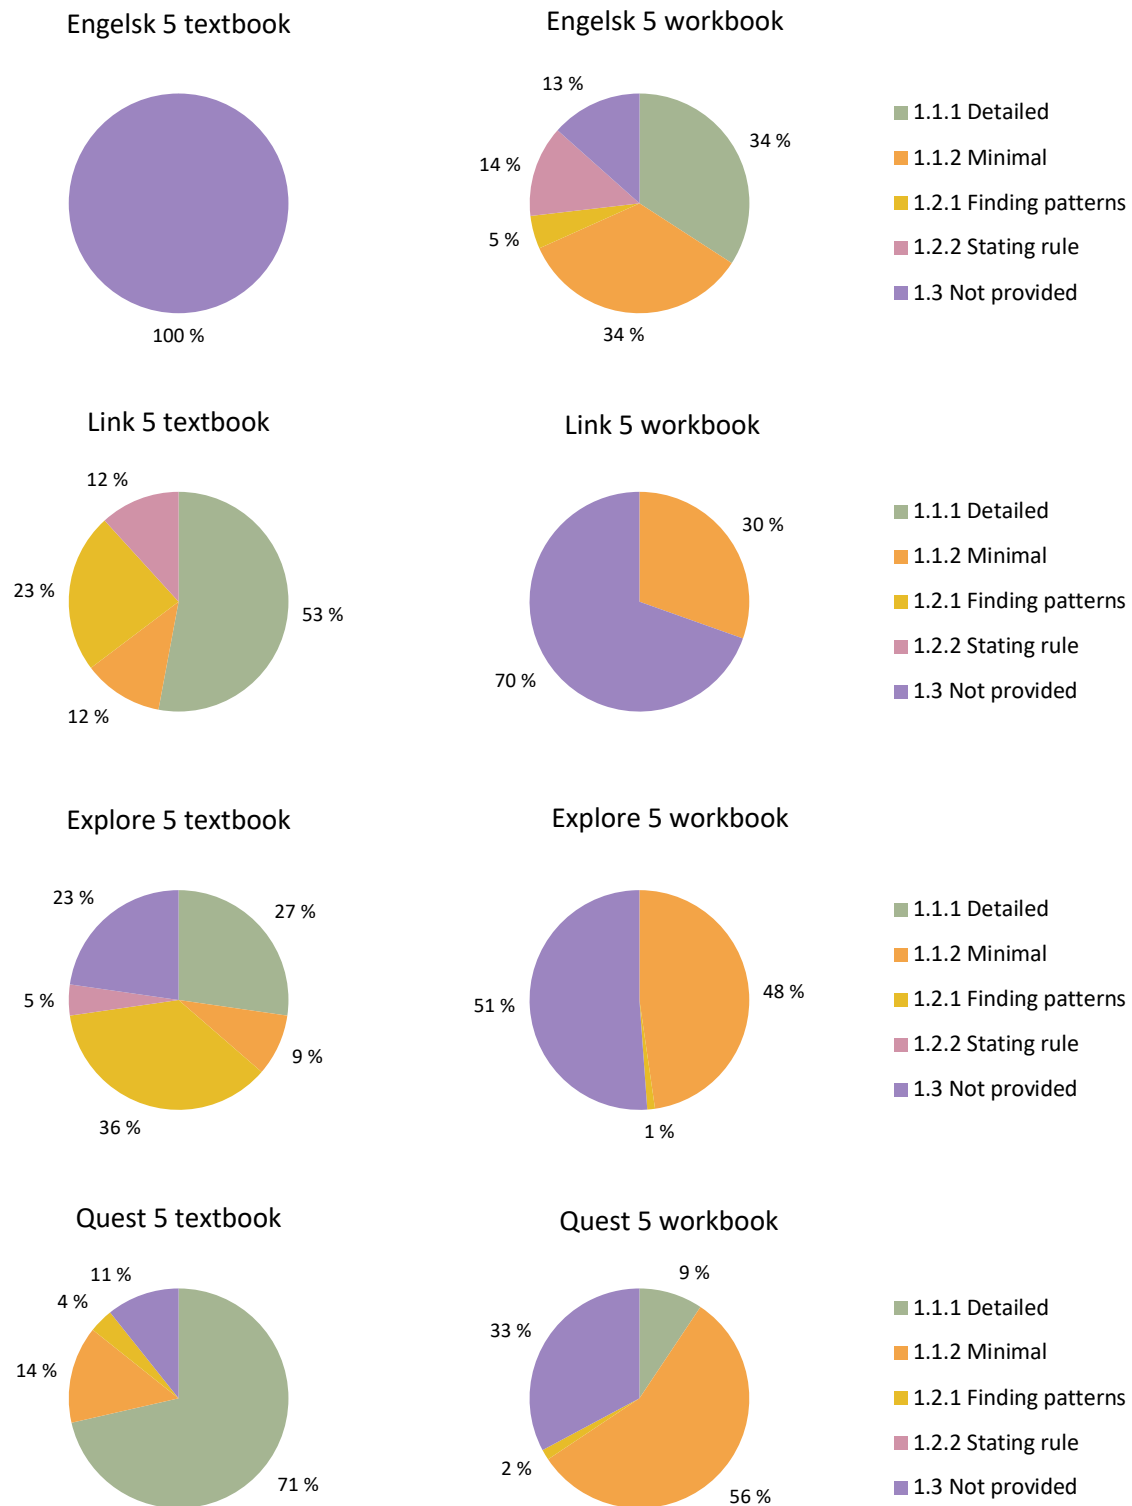 Engelsk 5 textbook
100 %
Engelsk 5 workbook
13 %
34 %
14 %
5 %
34 %
1.1.1 Detailed
1.1.2 Minimal
1.2.1 Finding patterns
1.2.2 Stating rule
1.3 Not provided
Link 5 textbook
12 %
23 %
53 %
12 %
Link 5 workbook
30 %
70 %
1.1.1 Detailed
1.1.2 Minimal
1.2.1 Finding patterns
1.2.2 Stating rule
1.3 Not provided
Explore 5 textbook
23 %
27 %
5 %
9 %
36 %
Explore 5 workbook
48 %
51 %
1 %
1.1.1 Detailed
1.1.2 Minimal
1.2.1 Finding patterns
1.2.2 Stating rule
1.3 Not provided
Quest 5 textbook
11 %
4 %
14 %
71 %
Quest 5 workbook
9 %
33 %
2 %
56 %
1.1.1 Detailed
1.1.2 Minimal
1.2.1 Finding patterns
1.2.2 Stating rule
1.3 Not provided